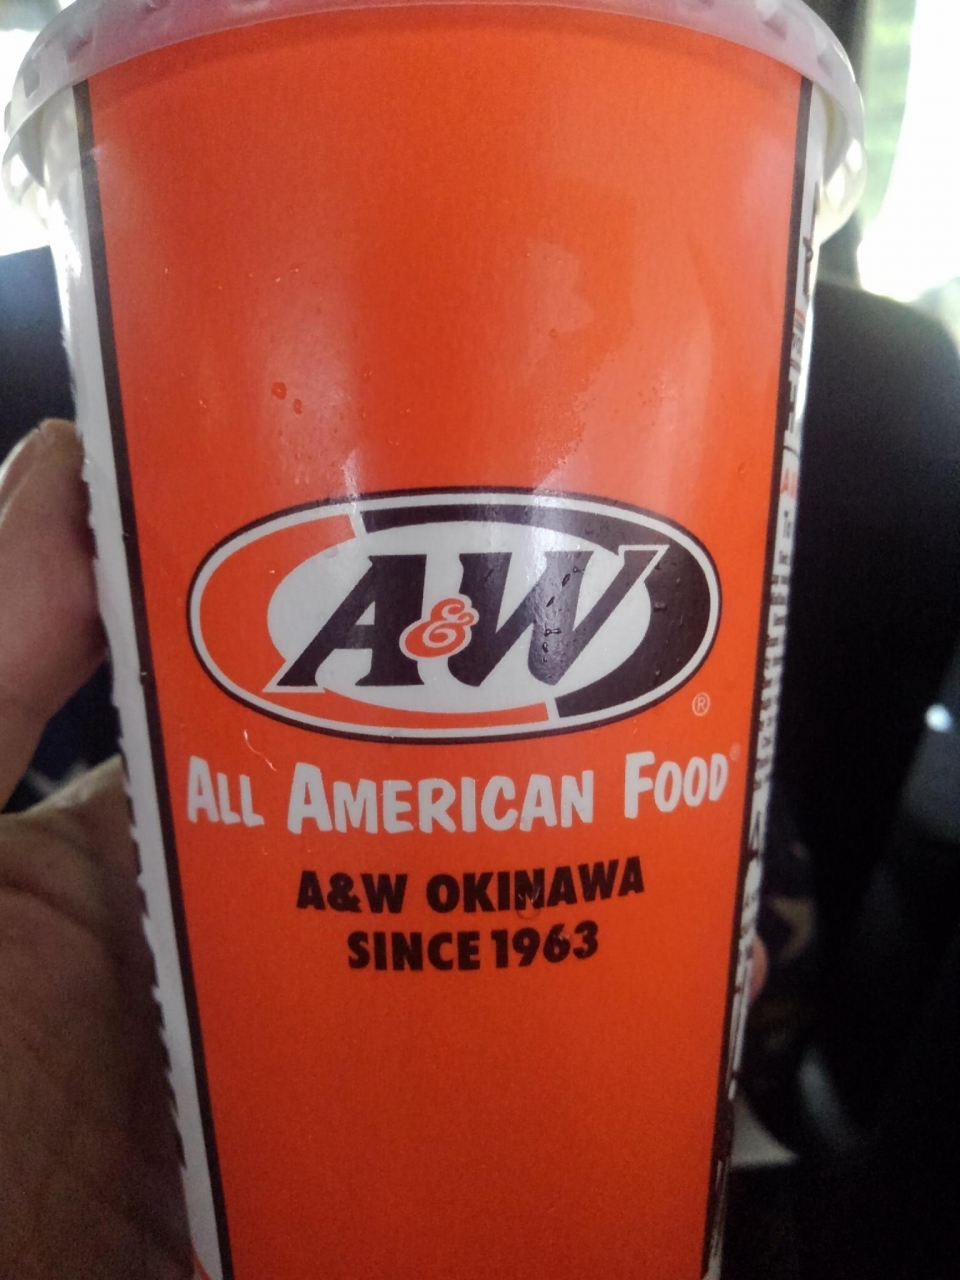 A&W®
ALL AMERICAN FOOD®
A&W OKINAWA
SINCE 1963